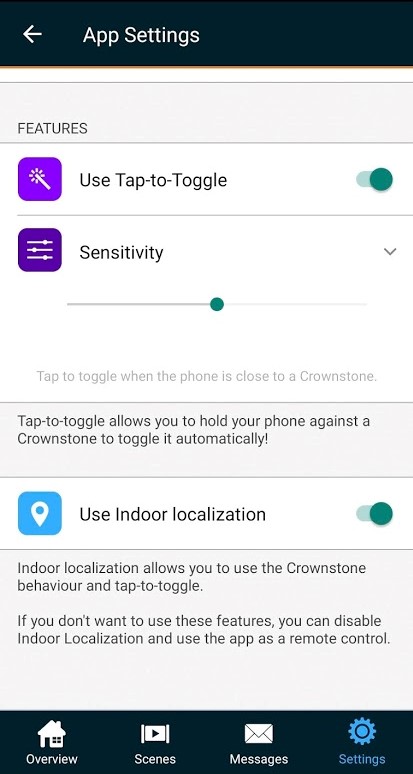 App Settings
FEATURES
Use Tap-to-Toggle
Sensitivity
Tap to toggle when the phone is close to a Crownstone.
Tap-to-toggle allows you to hold your phone against a
Crownstone to toggle it automatically!
Use Indoor localization
Indoor localization allows you to use the Crownstone
behaviour and tap-to-toggle.
If you don't want to use these features, you can disable
Indoor Localization and use the app as a remote control.
Overview
Scenes
Messages
Settings